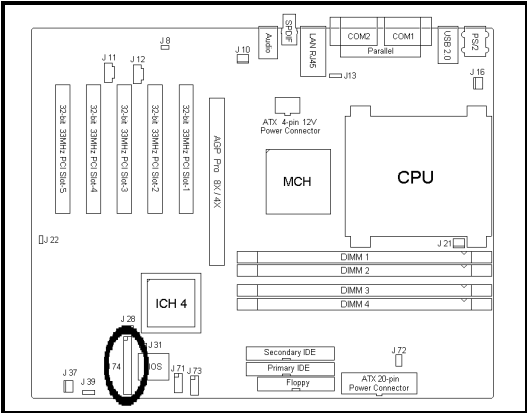 J 8
J 10
Audio
SPDIF
LAN RJ45
COM2
COM1
Parallel
USB 2.0
PS/2
J 11
J 12
J13
J 16
32-bit 33MHz PCI Slot-5
32-bit 33MHz PCI Slot-4
32-bit 33MHz PCI Slot-3
32-bit 33MHz PCI Slot-2
32-bit 33MHz PCI Slot-1
AGP Pro 8X/4X
ATX 4-pin 12V
Power Connector
MCH
CPU
J 22
J 21
DIMM 1
DIMM 2
DIMM 3
DIMM 4
ICH 4
J 28
J 31
74
IOS
J 37
J 39
J 71
J 73
Secondary IDE
Primary IDE
Floppy
J 72
ATX 20-pin
Power Connector